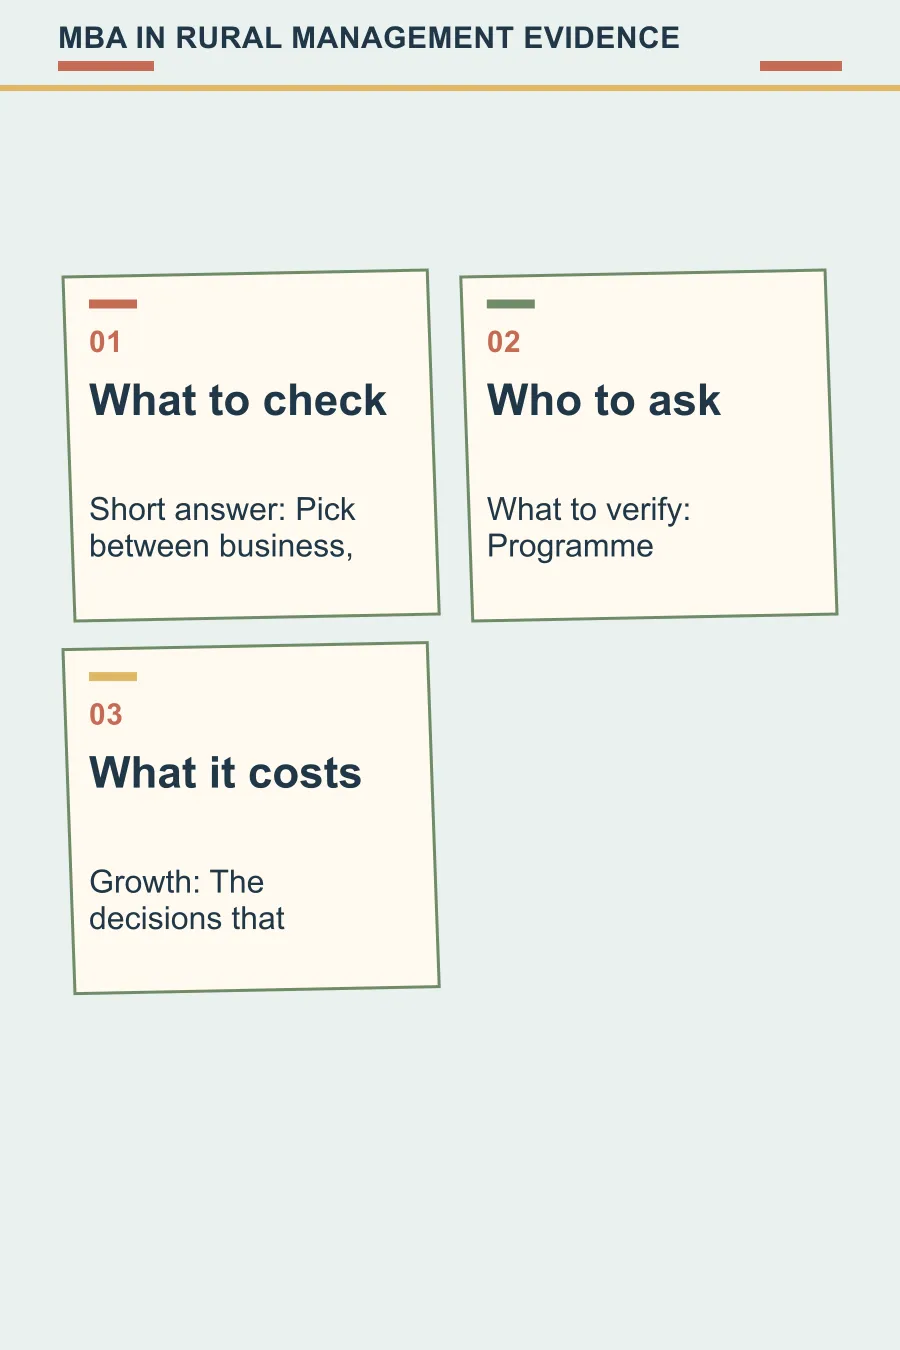 MBA IN RURAL MANAGEMENT EVIDENCE
01
What to check
Short answer: Pick
between business,
02
Who to ask
What to verify:
Programme
03
What it costs
Growth: The
decisions that